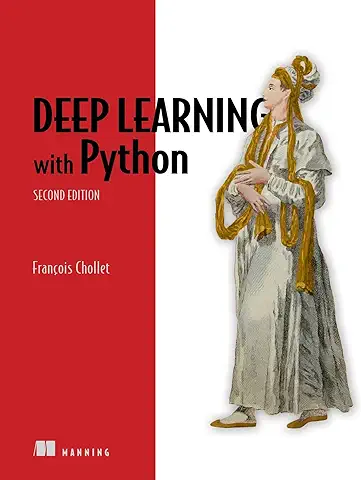 DEEP LEARNING
with Python
SECOND EDITION
François Chollet
MANNING